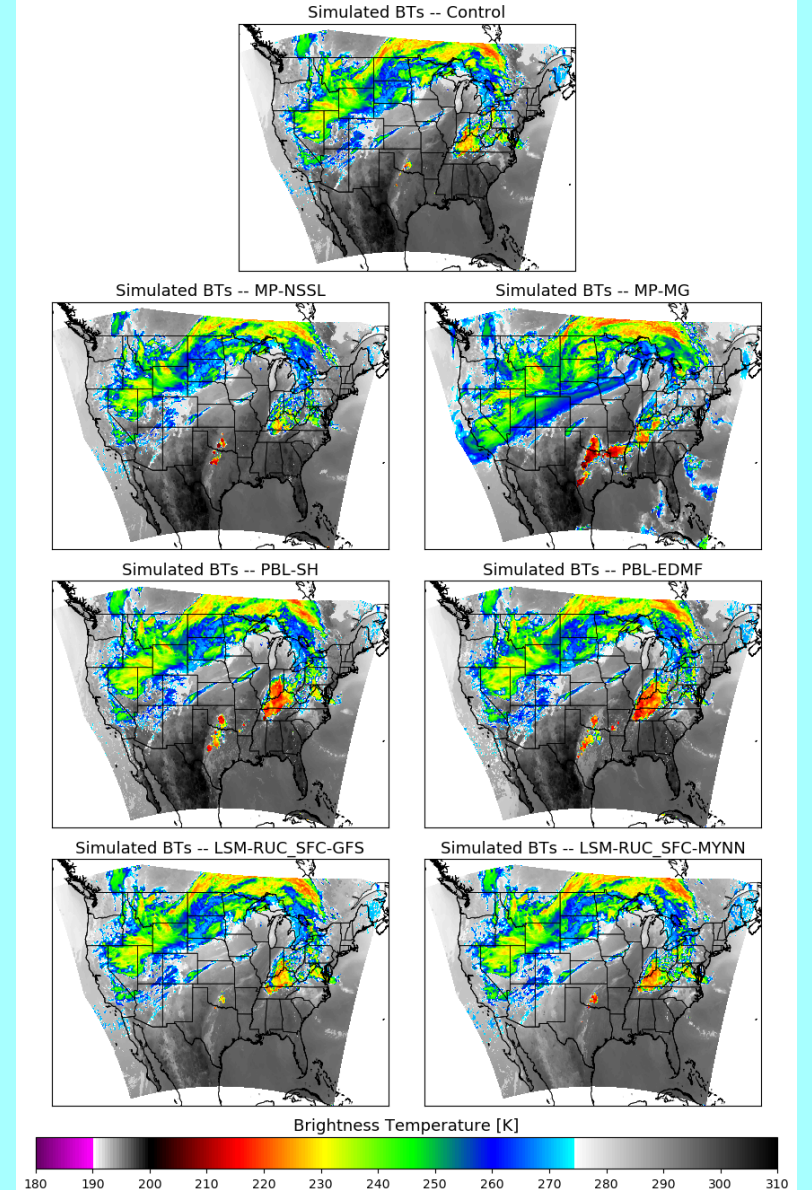 Simulated BTs -- Control
Simulated BTs -- MP-NSSL
Simulated BTs -- MP-MG
Simulated BTs -- PBL-SH
Simulated BTs -- PBL-EDMF
Simulated BTs -- LSM-RUC_SFC-GFS
Simulated BTs -- LSM-RUC_SFC-MYNN
Brightness Temperature [K]
180 190 200 210 220 230 240 250 260 270 280 290 300 310